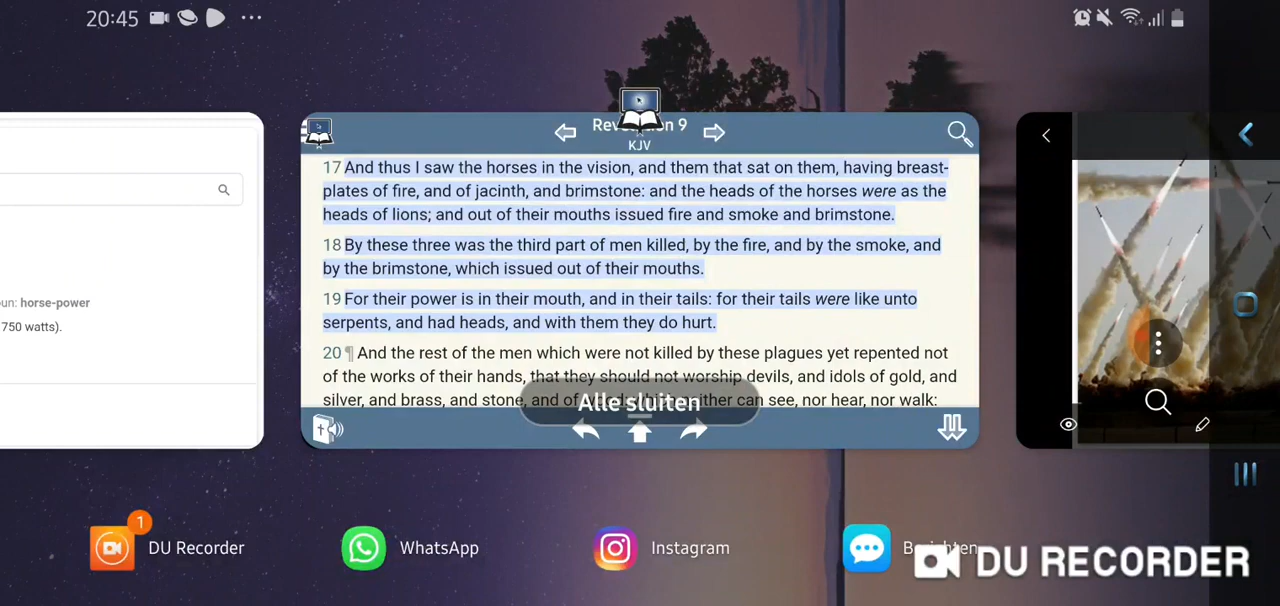 20:45
Revelation 9
KJV
17 And thus I saw the horses in the vision, and them that sat on them, having breast-
plates of fire, and of jacinth, and brimstone: and the heads of the horses were as the
heads of lions; and out of their mouths issued fire and smoke and brimstone.
18 By these three was the third part of men killed, by the fire, and by the smoke, and
by the brimstone, which issued out of their mouths.
19 For their power is in their mouth, and in their tails: for their tails were like unto
serpents, and had heads, and with them they do hurt.
20 ¶ And the rest of the men which were not killed by these plagues yet repented not
of the works of their hands, that they should not worship devils, and idols of gold, and
silver, and brass, and stone, and of neither can see, nor hear, nor walk:
Alle sluiten
oun: horse-power
750 watts).
1
DU Recorder
WhatsApp
Instagram
DU RECORDER